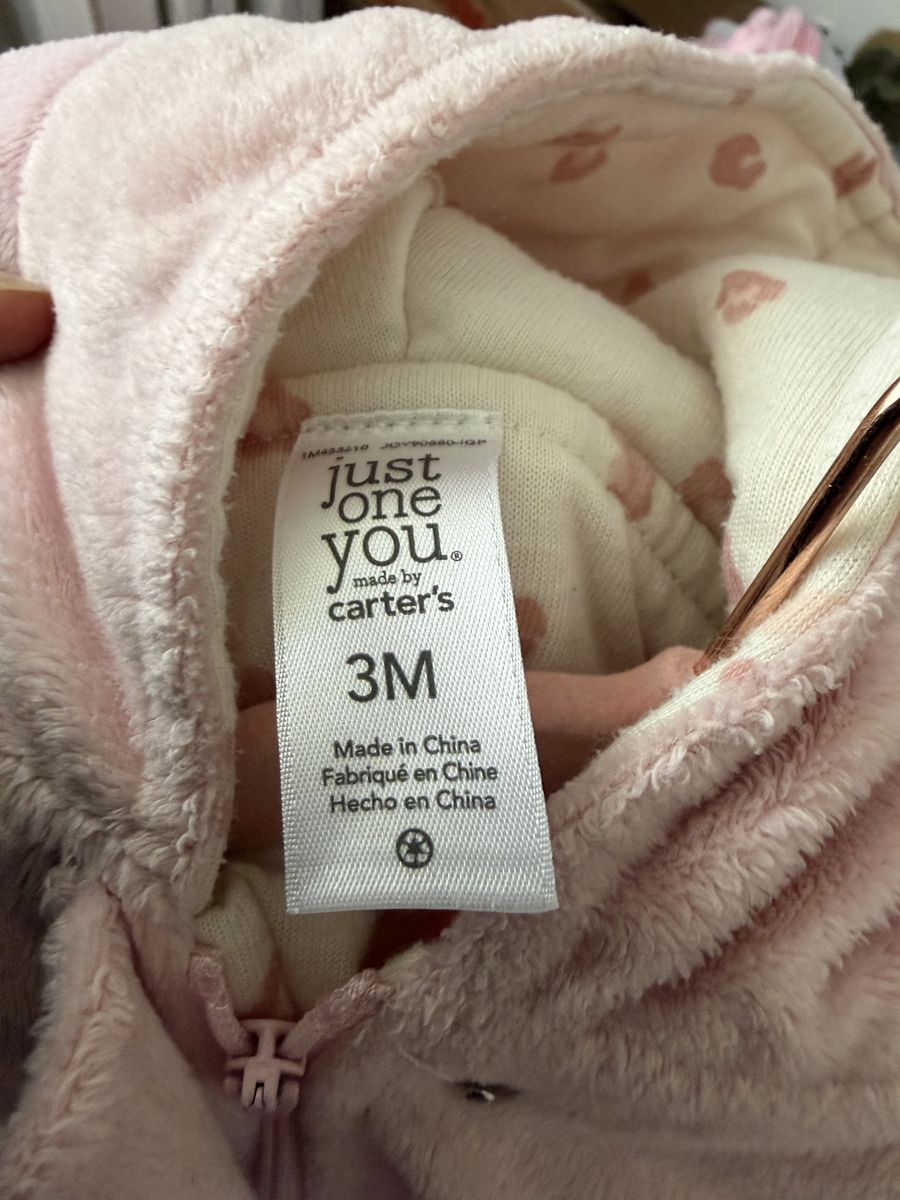 just
one
you®
made by
carter's
3M
Made in China
Fabriqué en Chine
Hecho en China